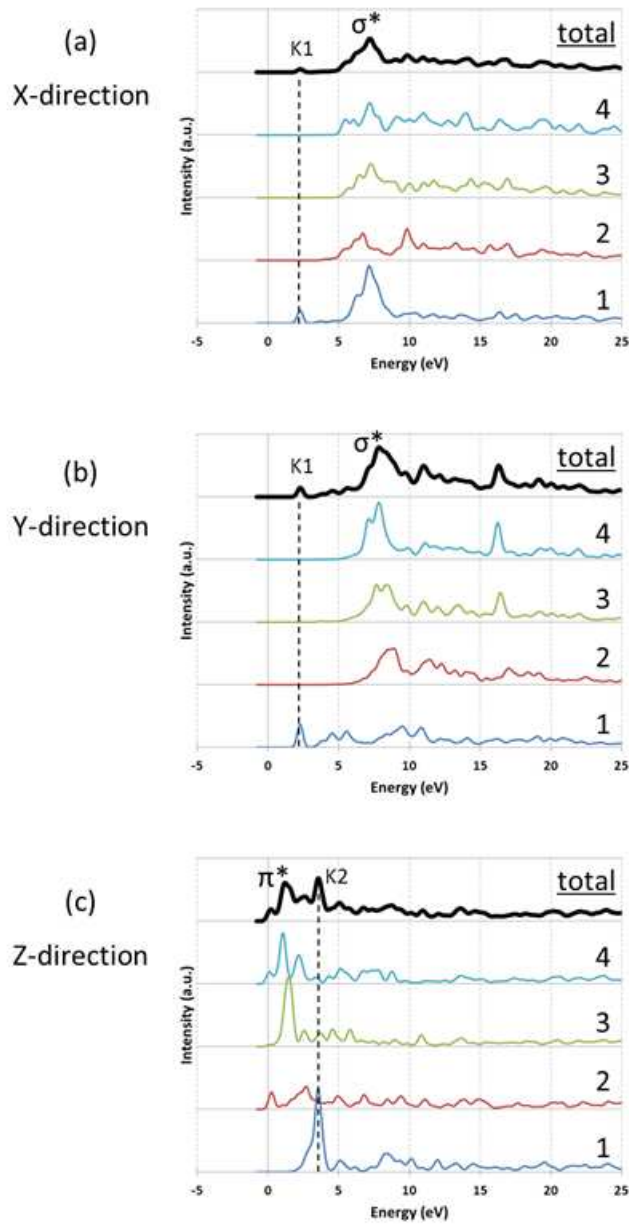 (a)
X-direction
σ*
K1
total
4
3
2
1
Intensity (a.u.)
-5 0 5 10 15 20 25
Energy (eV)
(b)
Y-direction
σ*
K1
total
4
3
2
1
Intensity (a.u.)
-5 0 5 10 15 20 25
Energy (eV)
(c)
Z-direction
π*
K2
total
4
3
2
1
Intensity (a.u.)
-5 0 5 10 15 20 25
Energy (eV)